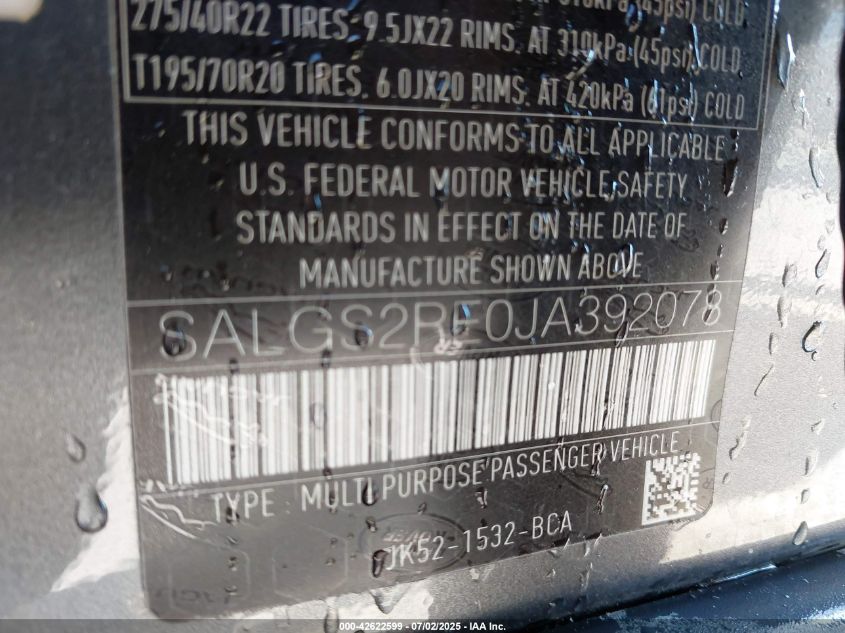 275/40R22 TIRES: 9.5JX22 RIMS. AT 310kPa (45psi) COLD
T195/70R20 TIRES. 6.0JX20 RIMS. AT 420kPa (61psi) COLD
THIS VEHICLE CONFORMS TO ALL APPLICABLE
U.S. FEDERAL MOTOR VEHICLE SAFETY
STANDARDS IN EFFECT ON THE DATE OF
MANUFACTURE SHOWN ABOVE
SALGS2RE0JA392078
TYPE : MULTI PURPOSE PASSENGER VEHICLE
JK52-1532-BCA
000-42622599 - 07/02/2025 - IAA Inc.